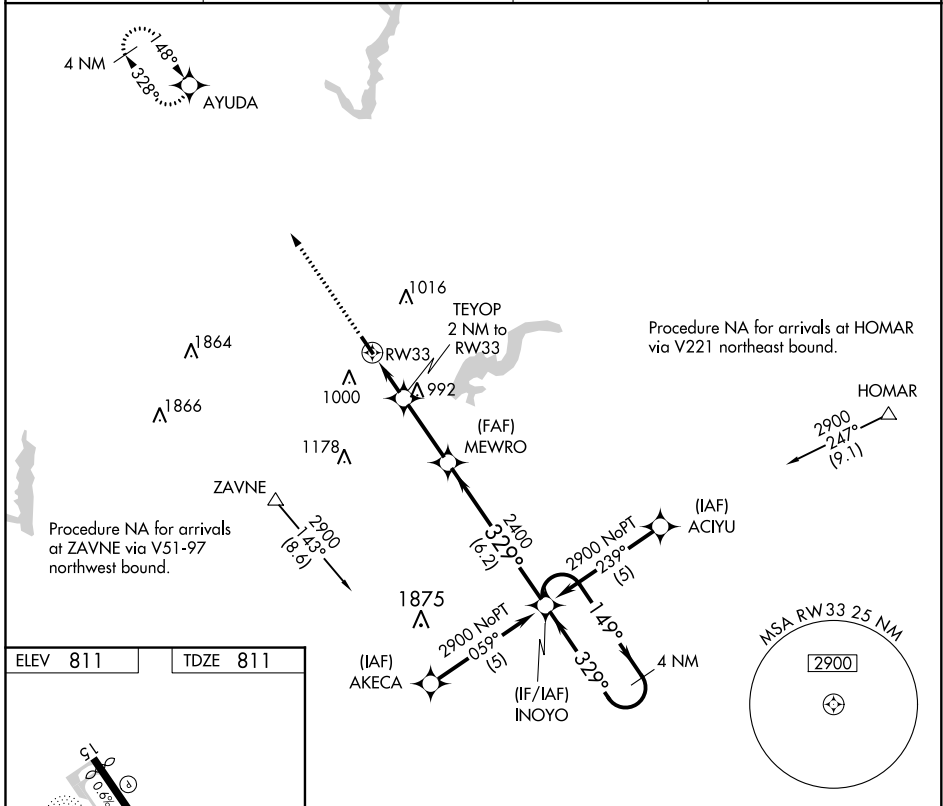 4 NM
148°
328°
AYUDA
1016
TEYOP
2 NM to
RW33
RW33
1864
1000
992
1866
Procedure NA for arrivals at HOMAR
via V221 northeast bound.
HOMAR
2900
247°
(9.1)
(FAF)
MEWRO
1178
ZAVNE
2900
143°
(8.6)
Procedure NA for arrivals
at ZAVNE via V51-97
northwest bound.
2400
329°
(6.2)
(IAF)
ACIYU
2900 NoPT
239°
(5)
1875
2900 NoPT
059°
(5)
149°
329°
4 NM
(IAF)
AKECA
(IF/IAF)
INOYO
MSA RW33 25 NM
2900
ELEV 811
TDZE 811
15
P
0.6%